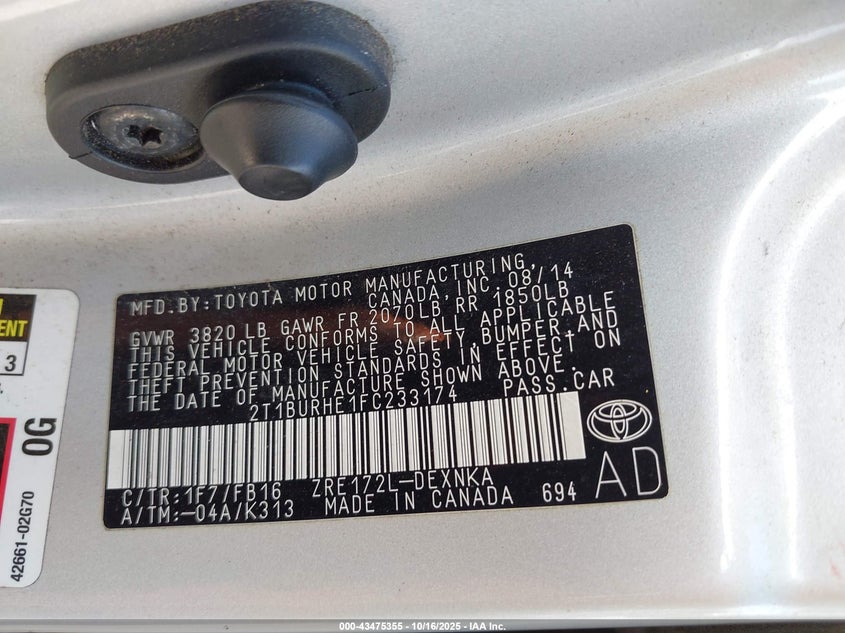 MFD.BY:TOYOTA MOTOR MANUFACTURING,
CANADA,INC. 08/14
GVWR 3820 LB GAWR FR 2070LB, RR 1850LB
THIS VEHICLE CONFORMS TO ALL APPLICABLE
FEDERAL MOTOR VEHICLE SAFETY,BUMPER,AND
THEFT PREVENTION STANDARDS IN EFFECT ON
THE DATE OF MANUFACTURE SHOWN ABOVE.
2T1BURHE1FC233174 PASS.CAR
C/TR:1F7/FB16 ZRE172L-DEXNKA
A/TM:-04A/K313 MADE IN CANADA 694
AD
3
0G
42661-02G70
000-43475355 - 10/16/2025 - IAA Inc.